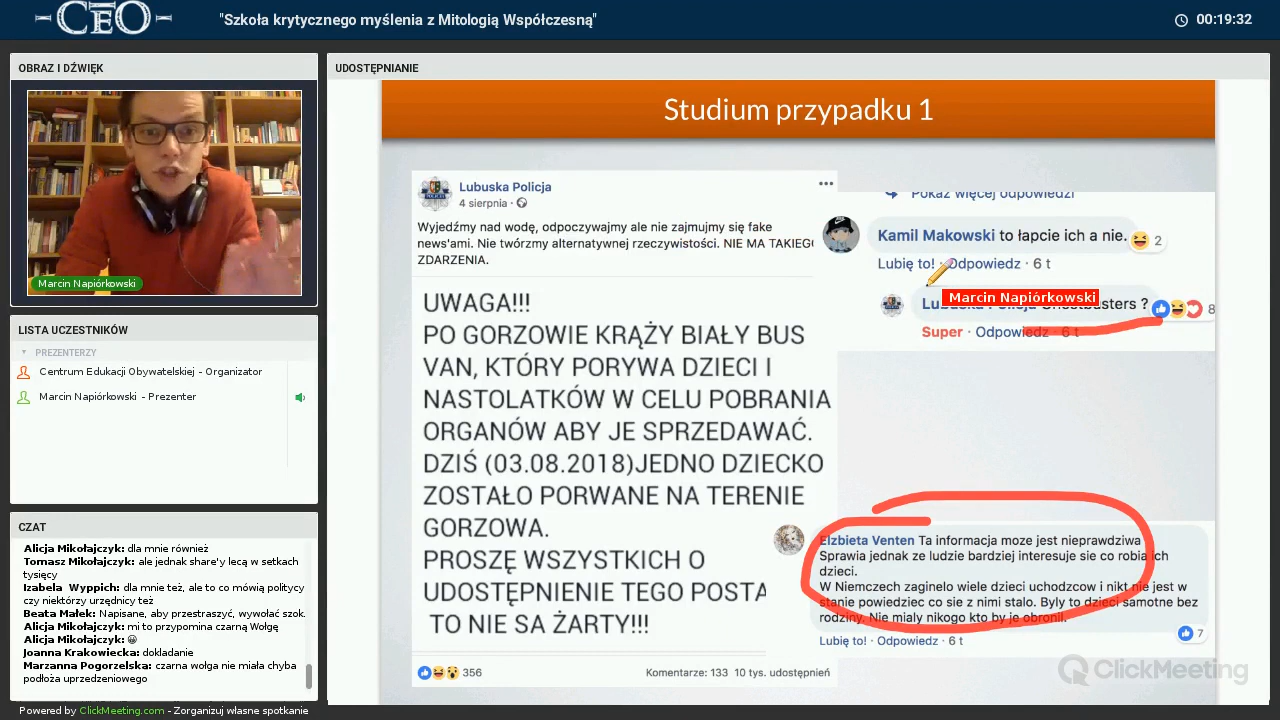 CEO
"Szkoła krytycznego myślenia z Mitologią Współczesną"
00:19:32
OBRAZ I DŹWIĘK
Marcin Napiórkowski
LISTA UCZESTNIKÓW
PREZENTERZY
Centrum Edukacji Obywatelskiej - Organizator
Marcin Napiórkowski - Prezenter
CZAT
Alicja Mikołajczyk: dla mnie również
Tomasz Mikołajczyk: ale jednak share'y lecą w setkach
tysięcy
Izabela Wyppich: dla mnie też, ale to co mówią politycy
czy niektórzy urzędnicy też
Beata Małek: Napisane, aby przestraszyć, wywołać szok.
Alicja Mikołajczyk: mi to przypomina czarną Wołgę
Alicja Mikołajczyk: 😀
Joanna Krakowiecka: dokladanie
Marzanna Pogorzelska: czarna wołga nie miała chyba
podłoża uprzedzeniowego
Powered by ClickMeeting.com - Zorganizuj własne spotkanie
UDOSTĘPNIANIE
Studium przypadku 1
Lubuska Policja
4 sierpnia ·
Wyjedźmy nad wodę, odpoczywajmy ale nie zajmujmy się fake
news'ami. Nie twórzmy alternatywnej rzeczywistości. NIE MA TAKIEGO
ZDARZENIA.
UWAGA!!!
PO GORZOWIE KRĄŻY BIAŁY BUS
VAN, KTÓRY PORYWA DZIECI I
NASTOLATKÓW W CELU POBRANIA
ORGANÓW ABY JE SPRZEDAWAĆ.
DZIŚ (03.08.2018)JEDNO DZIECKO
ZOSTAŁO PORWANE NA TERENIE
GORZOWA.
PROSZĘ WSZYSTKICH O
UDOSTĘPNIENIE TEGO POSTA
TO NIE SA ŻARTY!!!
356
Komentarze: 133 10 tys. udostępnień
Pokaż więcej odpowiedzi
Kamil Makowski to łapcie ich a nie.
2
Lubię to! · Odpowiedz · 6 t
Marcin Napiórkowski
Lubuska Policja Ghostbusters ?
8
Super · Odpowiedz · 6 t
Elzbieta Venten Ta informacja moze jest nieprawdziwa
Sprawia jednak ze ludzie bardziej interesuje sie co robia ich
dzieci.
W Niemczech zaginelo wiele dzieci uchodzcow i nikt nie jest w
stanie powiedziec co sie z nimi stalo. Byly to dzieci samotne bez
rodziny. Nie mialy nikogo kto by je obronil.
7
Lubię to! · Odpowiedz · 6 t
ClickMeeting